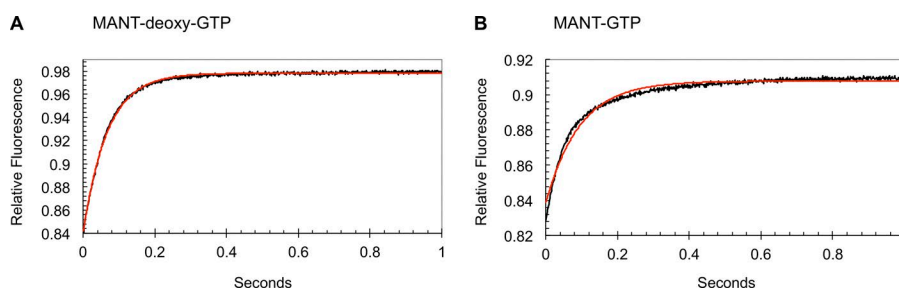 A MANT-deoxy-GTP
Relative Fluorescence
0.98
0.96
0.94
0.92
0.9
0.88
0.86
0.84
0 0.2 0.4 0.6 0.8 1
Seconds
B MANT-GTP
Relative Fluorescence
0.92
0.9
0.88
0.86
0.84
0.82
0 0.2 0.4 0.6 0.8
Seconds